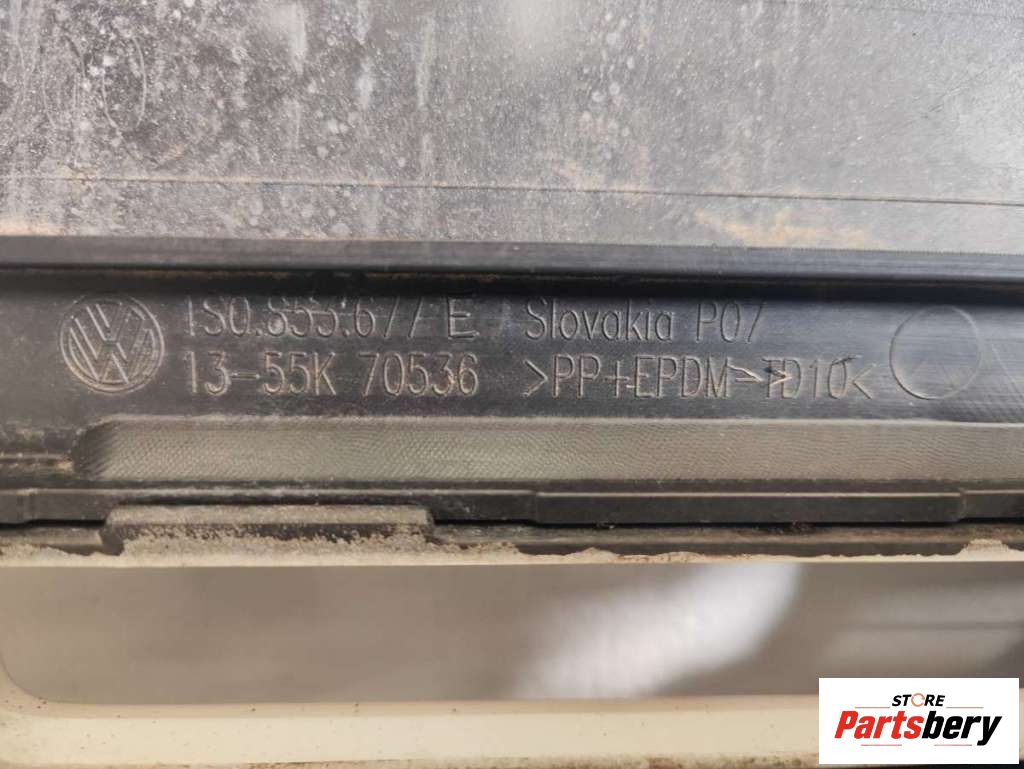 1S0.853.677 E / Slovakia P07
13-55K 70536 >PP+EPDM-TD10<
STORE
Partsbery